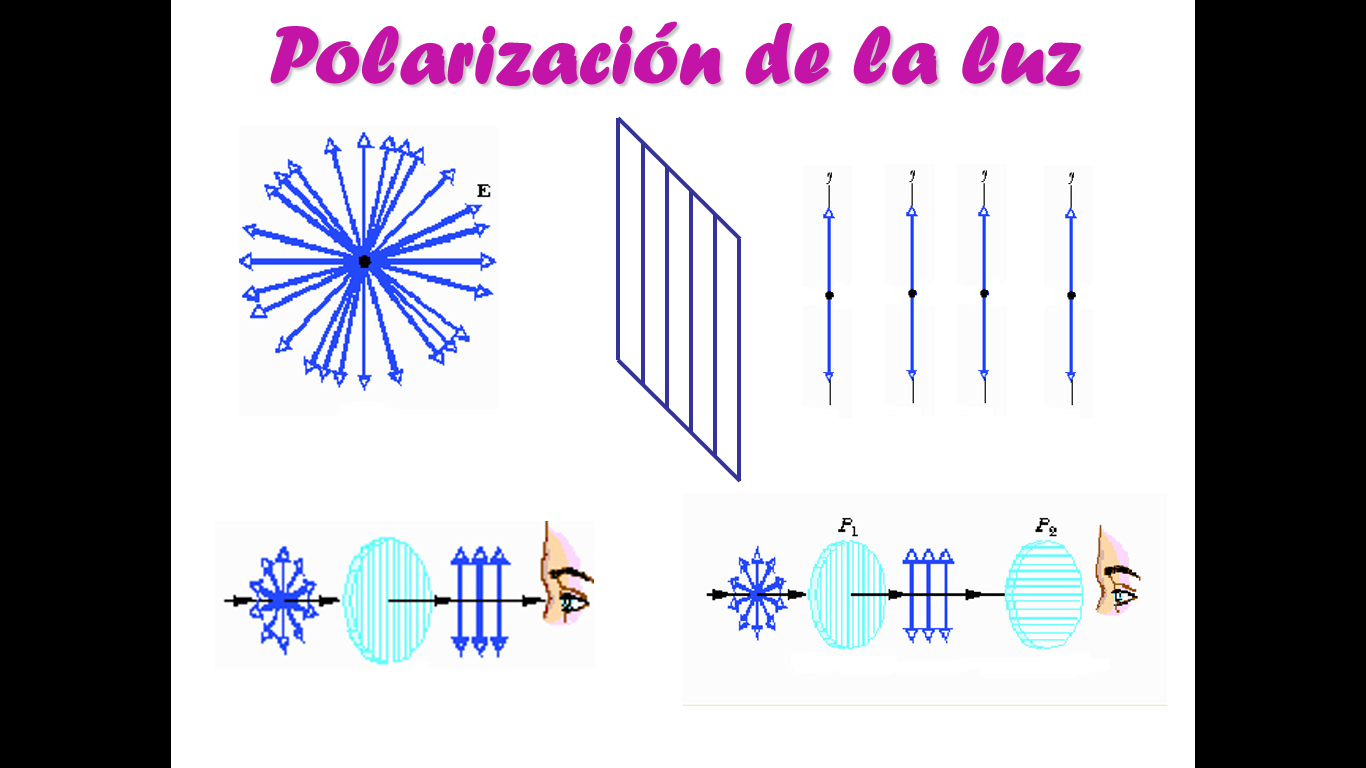 Polarización de la luz
E
y y y y
P₁ P₂